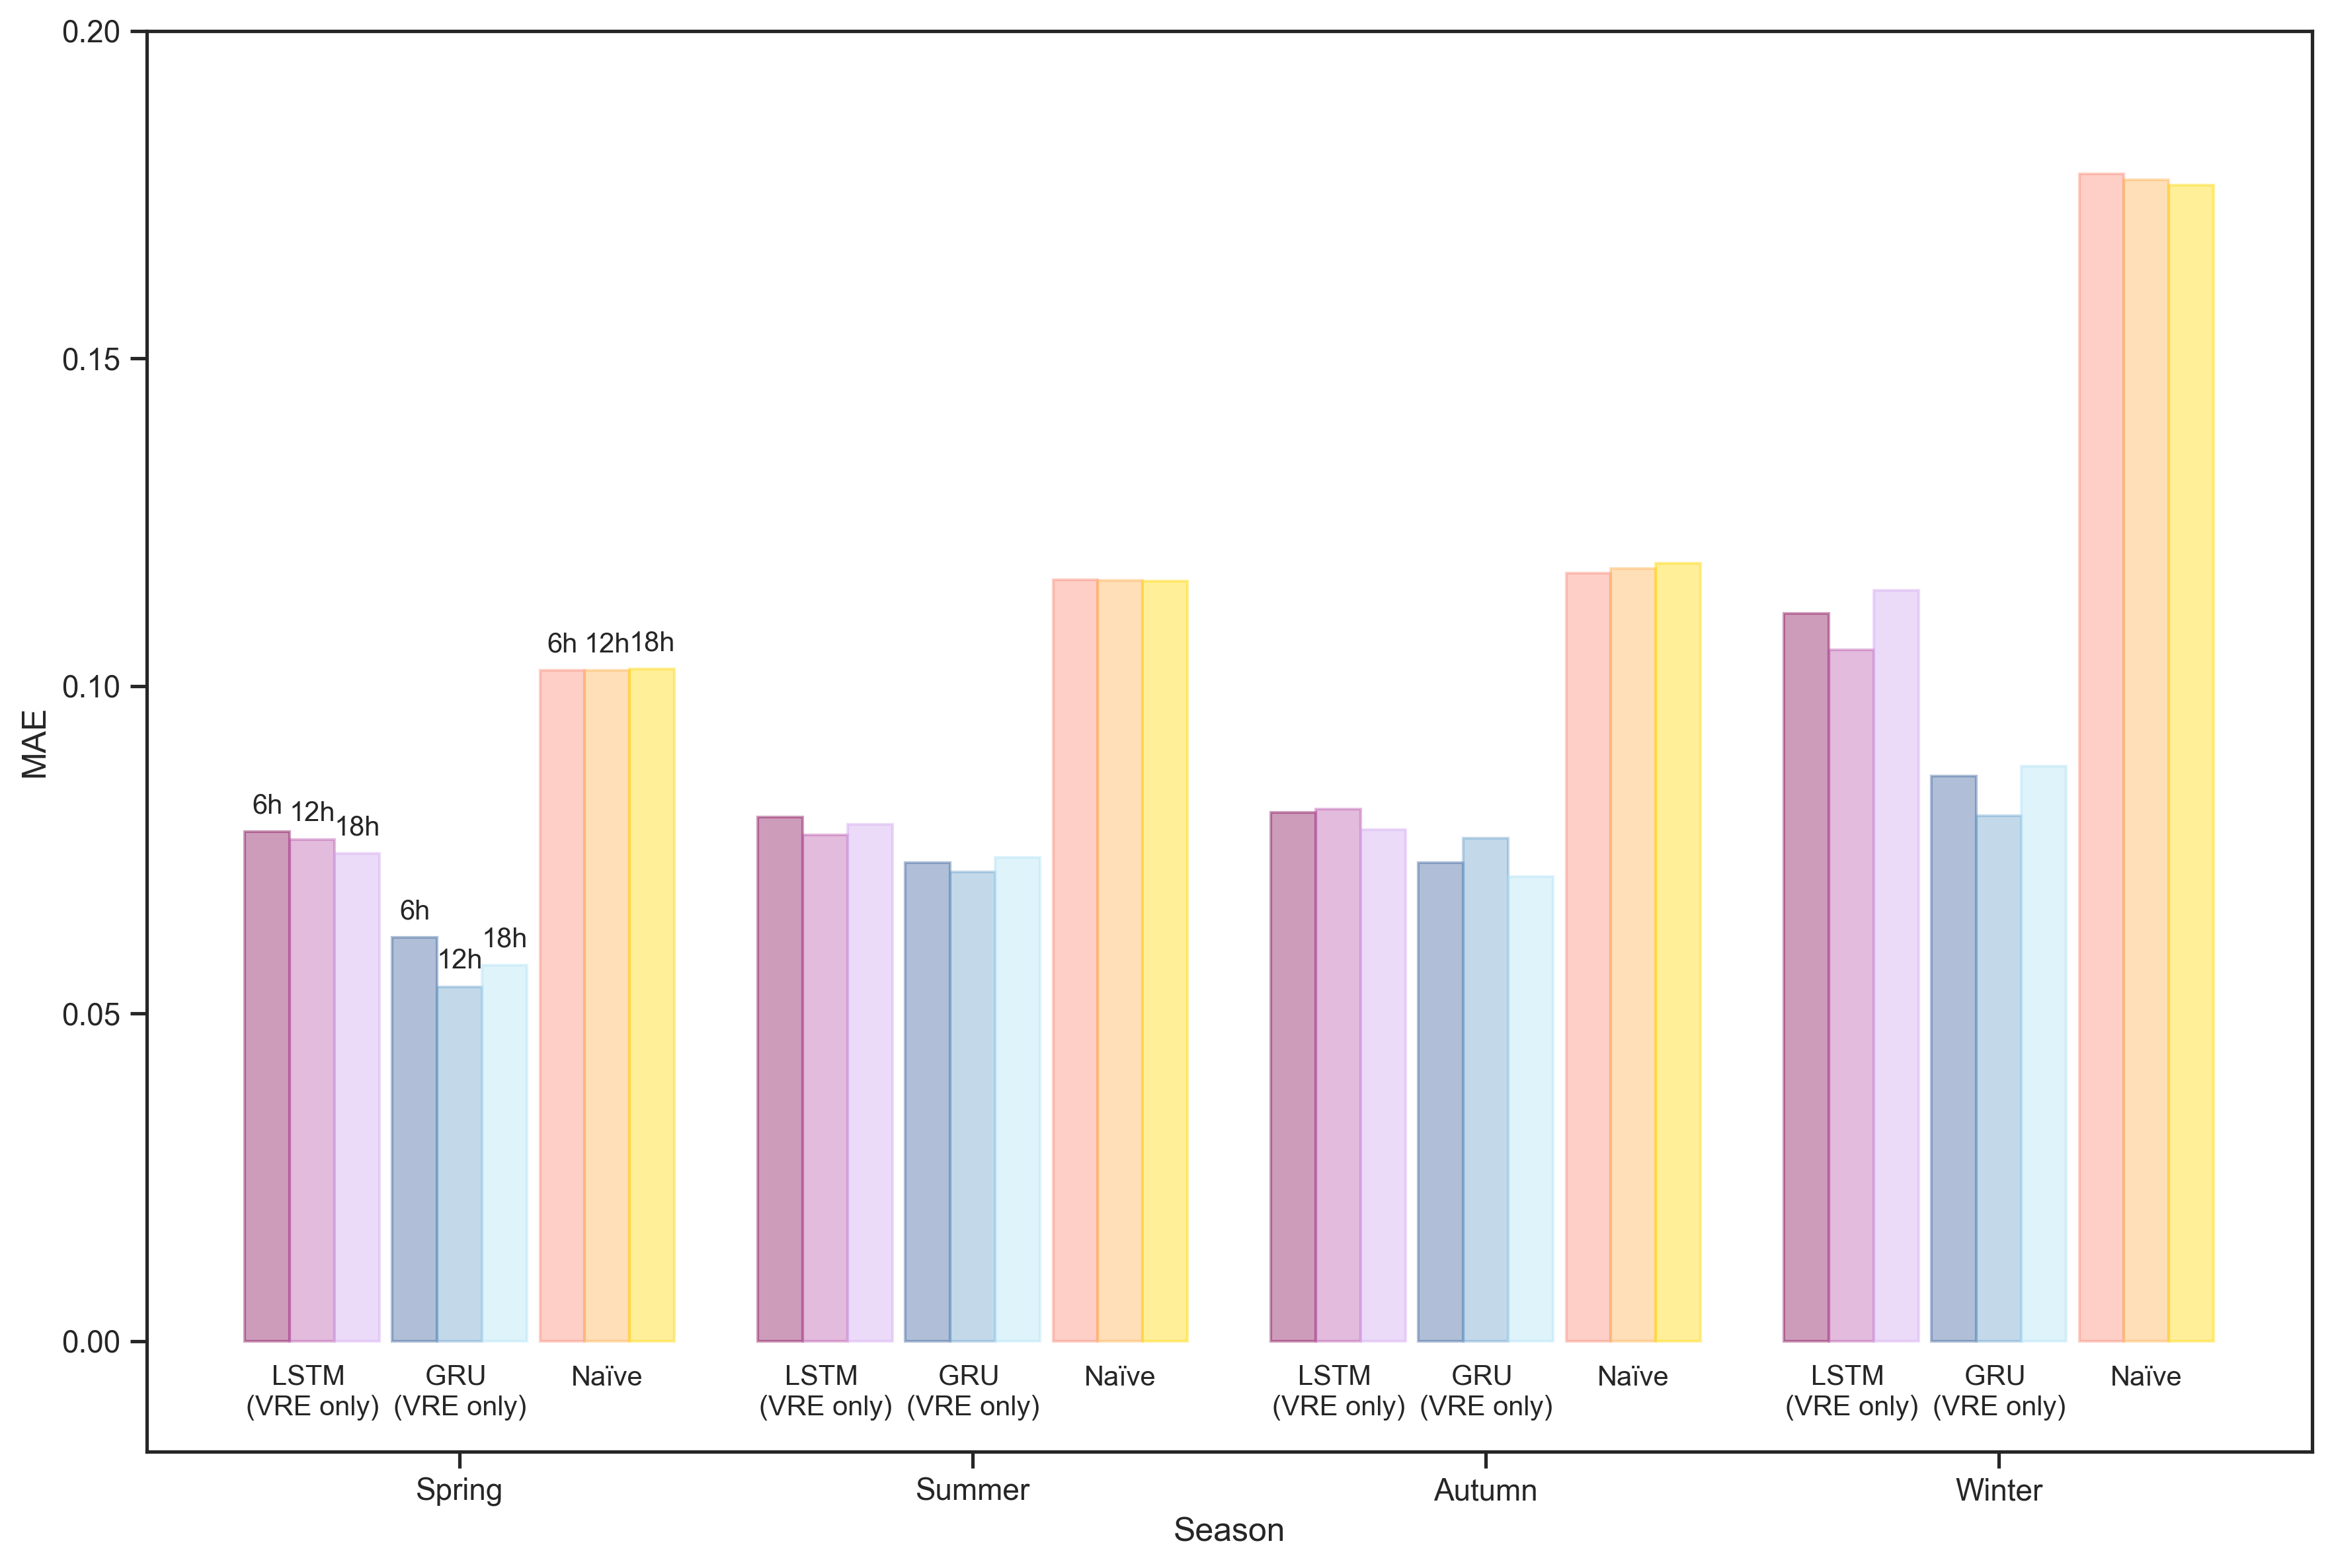 0.20
0.15
0.10
0.05
0.00
MAE
6h 12h 18h
6h 12h 18h
6h 12h 18h
LSTM
(VRE only)
GRU
(VRE only)
Naïve
LSTM
(VRE only)
GRU
(VRE only)
Naïve
LSTM
(VRE only)
GRU
(VRE only)
Naïve
LSTM
(VRE only)
GRU
(VRE only)
Naïve
Spring Summer Autumn Winter
Season